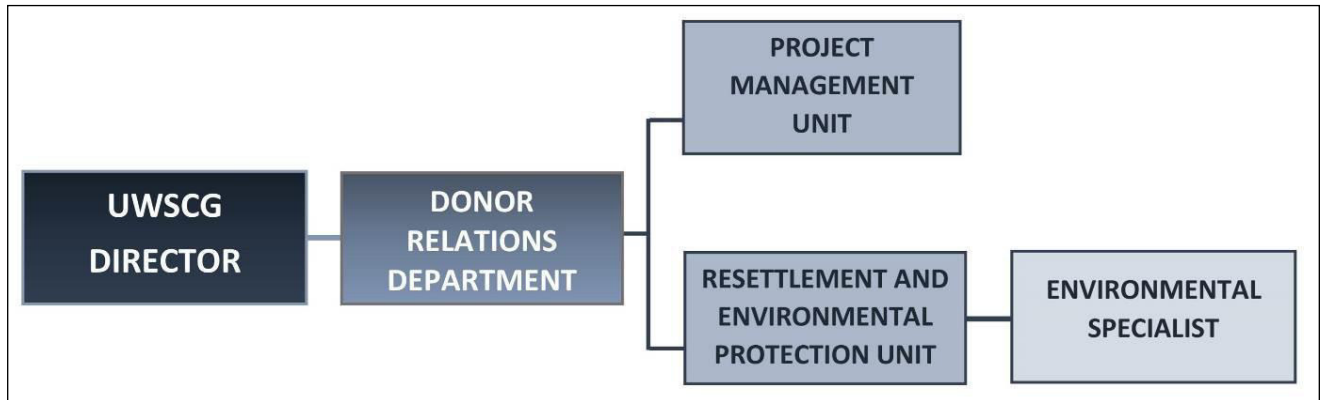 UWSCG
DIRECTOR
DONOR
RELATIONS
DEPARTMENT
PROJECT
MANAGEMENT
UNIT
RESETTLEMENT AND
ENVIRONMENTAL
PROTECTION UNIT
ENVIRONMENTAL
SPECIALIST